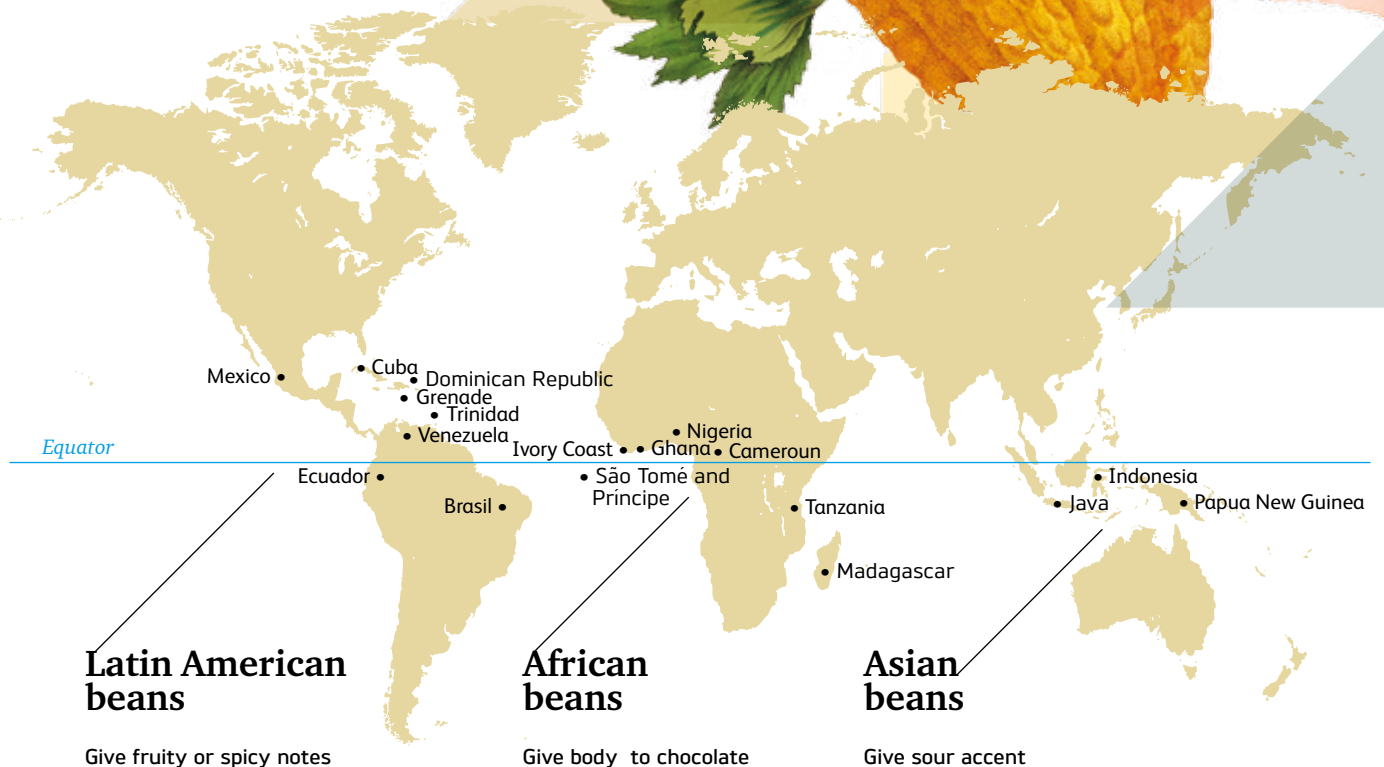 Mexico
Cuba
Dominican Republic
Grenade
Trinidad
Venezuela
Nigeria
Ivory Coast
Ghana
Cameroun
Equator
Ecuador
São Tomé and
Príncipe
Indonesia
Brasil
Tanzania
Java
Papua New Guinea
Madagascar
Latin American
beans
Give fruity or spicy notes
African
beans
Give body  to chocolate
Asian
beans
Give sour accent